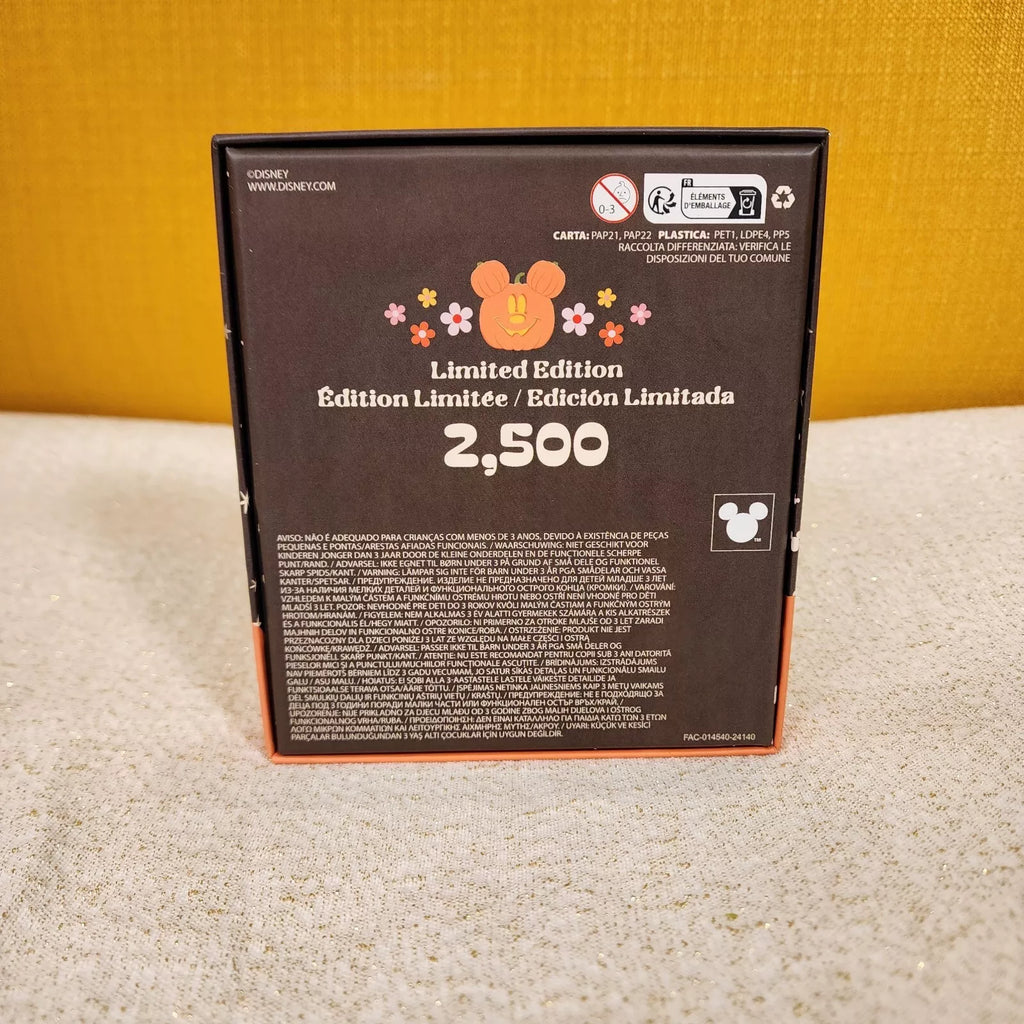 ©DISNEY
WWW.DISNEY.COM
0-3
FR
ÉLÉMENTS
D'EMBALLAGE
CARTA: PAP21, PAP22 PLASTICA: PET1, LDPE4, PP5
RACCOLTA DIFFERENZIATA: VERIFICA LE
DISPOSIZIONI DEL TUO COMUNE
Limited Edition
Édition Limitée / Edición Limitada
2,500
TM
AVISO: NÃO É ADEQUADO PARA CRIANÇAS COM MENOS DE 3 ANOS, DEVIDO À EXISTÊNCIA DE PEÇAS
PEQUENAS E PONTAS/ARESTAS AFIADAS FUNCIONAIS. / WAARSCHUWING: NIET GESCHIKT VOOR
KINDEREN JONGER DAN 3 JAAR DOOR DE KLEINE ONDERDELEN EN DE FUNCTIONELE SCHERPE
PUNT/RAND. / ADVARSEL: IKKE EGNET TIL BØRN UNDER 3 PÅ GRUND AF SMÅ DELE OG FUNKTIONEL
SKARP SPIDS/KANT. / VARNING: LÄMPAR SIG INTE FÖR BARN UNDER 3 ÅR PGA SMÅDELAR OCH VASSA
KANTER/SPETSAR. / ПРЕДУПРЕЖДЕНИЕ. ИЗДЕЛИЕ НЕ ПРЕДНАЗНАЧЕНО ДЛЯ ДЕТЕЙ МЛАДШЕ 3 ЛЕТ
ИЗ-ЗА НАЛИЧИЯ МЕЛКИХ ДЕТАЛЕЙ И ФУНКЦИОНАЛЬНОГО ОСТРОГО КОНЦА (КРОМКИ). / VAROVÁNÍ:
VZHLEDEM K MALÝM ČÁSTEM A FUNKČNÍMU OSTRÉMU HROTU NEBO OSTŘÍ NENÍ VHODNÉ PRO DĚTI
MLADŠÍ 3 LET. POZOR: NEVHODNÉ PRE DETI DO 3 ROKOV KVÔLI MALÝM ČASTIAM A FUNKČNÝM OSTRÝM
HROTOM/HRANÁM. / FIGYELEM: NEM ALKALMAS 3 ÉV ALATTI GYERMEKEK SZÁMÁRA A KIS ALKATRÉSZEK
ÉS A FUNKCIONÁLIS ÉL/HEGY MIATT. / OPOZORILO: NI PRIMERNO ZA OTROKE MLAJŠE OD 3 LET ZARADI
MAJHNIH DELOV IN FUNKCIONALNO OSTRE KONICE/ROBA. / OSTRZEŻENIE: PRODUKT NIE JEST
PRZEZNACZONY DLA DZIECI PONIŻEJ 3 LAT ZE WZGLĘDU NA MAŁE CZĘŚCI I OSTRĄ
KOŃCÓWKĘ/KRAWĘDŹ. / ADVARSEL: PASSER IKKE TIL BARN UNDER 3 ÅR PGA SMÅ DELER OG
FUNKSJONELL SKARP PUNKT/KANT. / ATENȚIE: NU ESTE RECOMANDAT PENTRU COPII SUB 3 ANI DATORITĂ
PIESELOR MICI ȘI A PUNCTULUI/MUCHIILOR FUNCȚIONALE ASCUȚITE. / BRĪDINĀJUMS: IZSTRĀDĀJUMS
NAV PIEMĒROTS BĒRNIEM LĪDZ 3 GADU VECUMAM, JO SATUR SĪKAS DETAĻAS UN FUNKCIONĀLU SMAILU
GALU / ASU MALU. / HOIATUS: EI SOBI ALLA 3-AASTASTELE LASTELE VÄIKESTE DETAILIDE JA
FUNKTSIONAALSE TERAVA OTSA/ÄÄRE TÕTTU. / ĮSPĖJIMAS NETINKA JAUNESNIEMS KAIP 3 METŲ VAIKAMS
DĖL SMULKIŲ DALIŲ IR FUNKCINIŲ AŠTRIŲ VIETŲ / KRAŠTŲ. / ПРЕДУПРЕЖДЕНИЕ: НЕ Е ПОДХОДЯЩО ЗА
ДЕЦА ПОД 3 ГОДИНИ ПОРАДИ МАЛКИ ЧАСТИ ИЛИ ФУНКЦИОНАЛЕН ОСТЪР ВРЪХ/КРАЙ. /
UPOZORENJE: NIJE PRIKLADNO ZA DJECU MLAĐU OD 3 GODINE ZBOG MALIH DIJELOVA I OŠTROG
FUNKCIONALNOG VRHA/RUBA. / ΠΡΟΕΙΔΟΠΟΙΗΣΗ: ΔΕΝ ΕΙΝΑΙ ΚΑΤΑΛΛΗΛΟ ΓΙΑ ΠΑΙΔΙΑ ΚΑΤΩ ΤΩΝ 3 ΕΤΩΝ
ΛΟΓΩ ΜΙΚΡΩΝ ΚΟΜΜΑΤΙΩΝ ΚΑΙ ΛΕΙΤΟΥΡΓΙΚΗΣ ΑΙΧΜΗΡΗΣ ΜΥΤΗΣ/ΑΚΡΟΥ. / UYARI: KÜÇÜK VE KESİCİ
PARÇALAR BULUNDUĞUNDAN 3 YAŞ ALTI ÇOCUKLAR İÇİN UYGUN DEĞİLDİR.
FAC-014540-24140